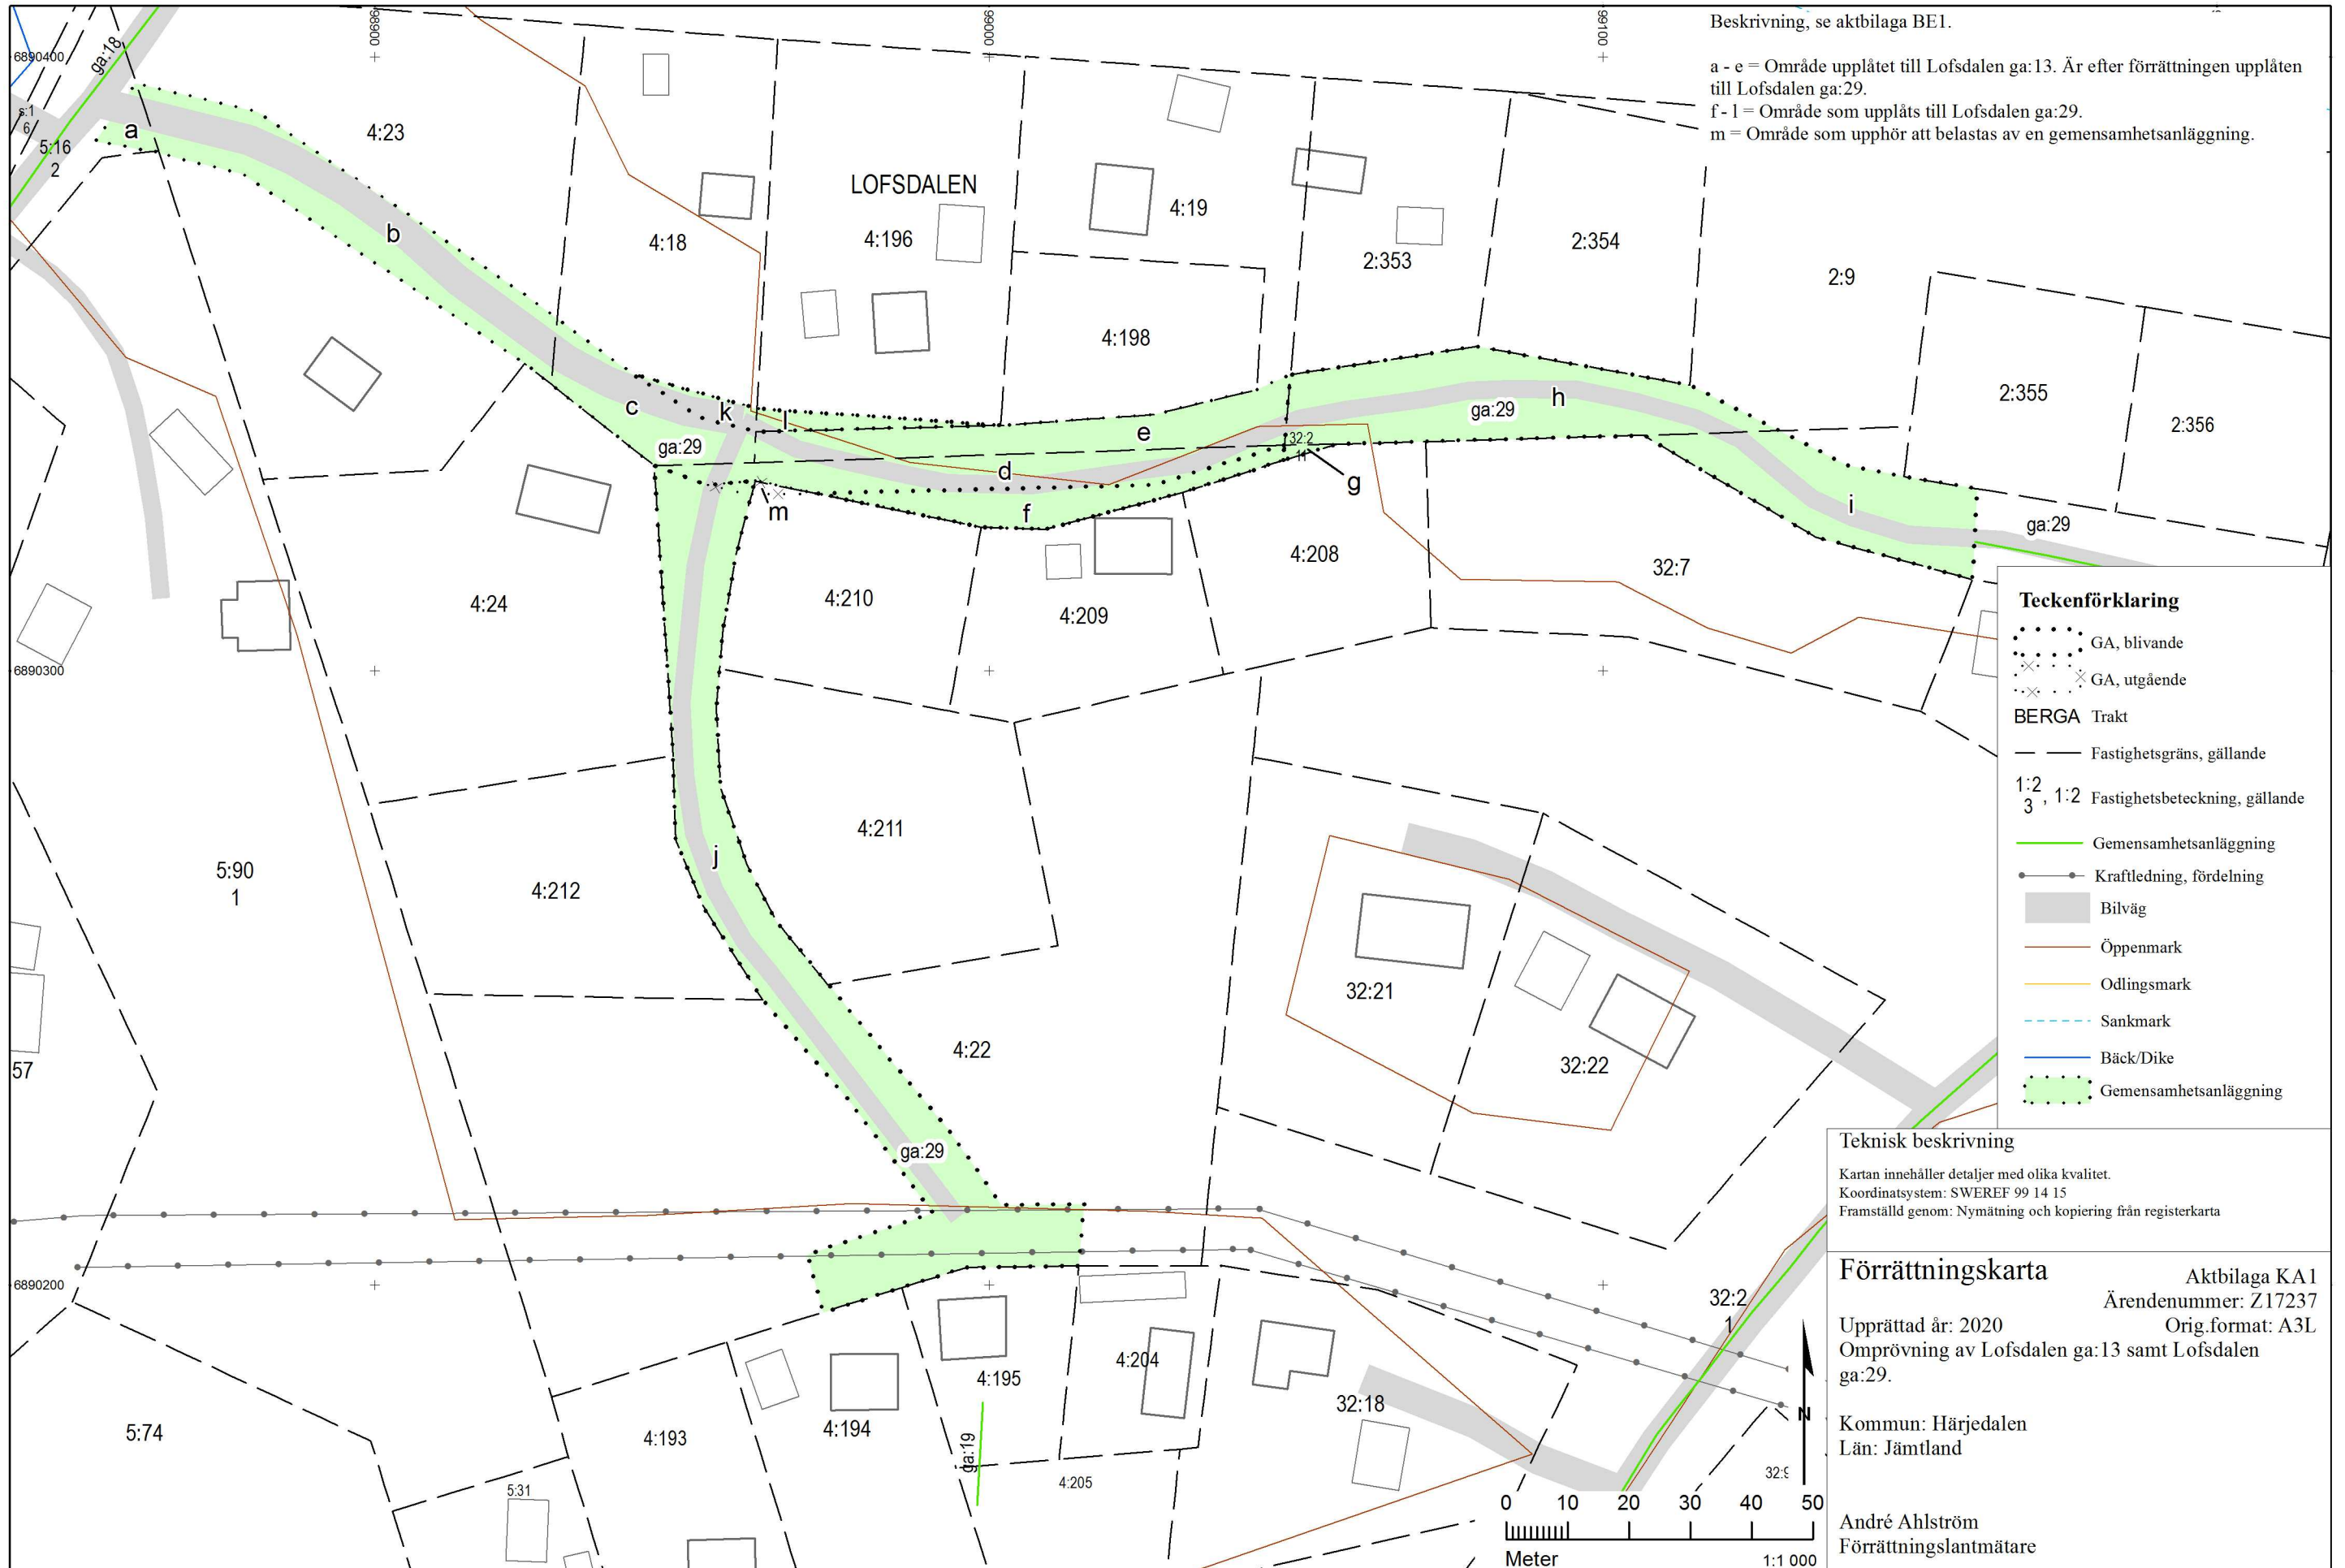 Beskrivning, se aktbilaga BE1.
a - e = Område upplåtet till Lofsdalen ga:13. Är efter förrättningen upplåten
till Lofsdalen ga:29.
f - l = Område som upplåts till Lofsdalen ga:29.
m = Område som upphör att belastas av en gemensamhetsanläggning.
98900
99000
99100
6890400
ga:18
s:1
6
5:16
2
a
4:23
b
LOFSDALEN
4:18
4:196
4:19
4:198
2:353
2:354
2:9
2:355
2:356
c
k
l
e
h
ga:29
ga:29
d
32:2
11
g
m
f
i
ga:29
4:24
4:210
4:209
4:208
32:7
6890300
4:211
j
5:90
1
4:212
32:21
4:22
32:22
57
ga:29
6890200
32:2
1
4:195
4:204
32:18
5:74
4:193
4:194
ga:19
4:205
5:31
Teckenförklaring
GA, blivande
GA, utgående
BERGA Trakt
Fastighetsgräns, gällande
1:2
3 , 1:2 Fastighetsbeteckning, gällande
Gemensamhetsanläggning
Kraftledning, fördelning
Bilväg
Öppenmark
Odlingsmark
Sankmark
Bäck/Dike
Gemensamhetsanläggning
Teknisk beskrivning
Kartan innehåller detaljer med olika kvalitet.
Koordinatsystem: SWEREF 99 14 15
Framställd genom: Nymätning och kopiering från registerkarta
Förrättningskarta
Aktbilaga KA1
Ärendenummer: Z17237
Upprättad år: 2020
Orig.format: A3L
Omprövning av Lofsdalen ga:13 samt Lofsdalen
ga:29.
Kommun: Härjedalen
Län: Jämtland
André Ahlström
Förrättningslantmätare
N
0 10 20 30 40 50
Meter
1:1 000